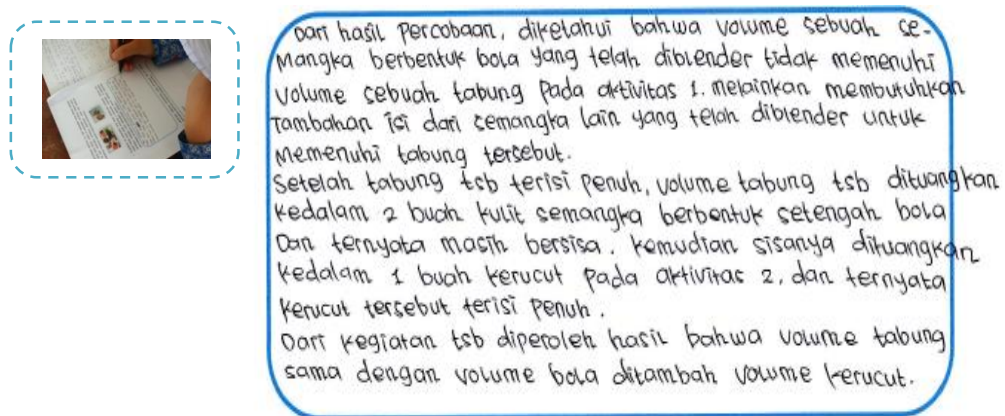 Dari hasil Percobaan, diketahui bahwa volume sebuah se-
mangka berbentuk bola yang telah diblender tidak memenuhi
volume sebuah tabung Pada aktivitas 1. melainkan membutuhkan
Tambahan isi dari semangka lain yang telah diblender untuk
memenuhi tabung tersebut.
Setelah tabung tsb terisi penuh, volume tabung tsb dituangkan
kedalam 2 buah kulit semangka berbentuk setengah bola
Dan ternyata masih bersisa. kemudian sisanya dituangkan
kedalam 1 buah kerucut Pada aktivitas 2, dan ternyata
kerucut tersebut terisi penuh.
Dari kegiatan tsb diperoleh hasil bahwa volume tabung
sama dengan volume bola ditambah volume kerucut.